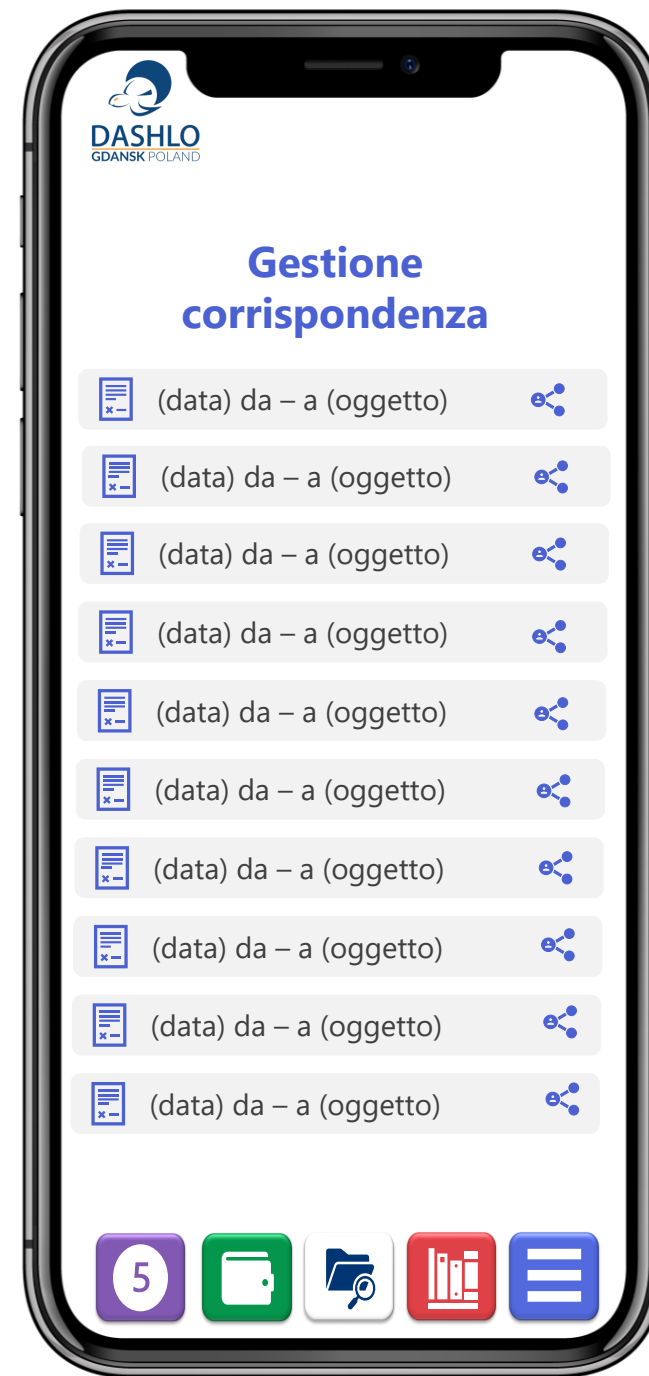 DASHLO
GDANSK POLAND
Gestione
corrispondenza
(data) da – a (oggetto)
(data) da – a (oggetto)
(data) da – a (oggetto)
(data) da – a (oggetto)
(data) da – a (oggetto)
(data) da – a (oggetto)
(data) da – a (oggetto)
(data) da – a (oggetto)
(data) da – a (oggetto)
(data) da – a (oggetto)
5